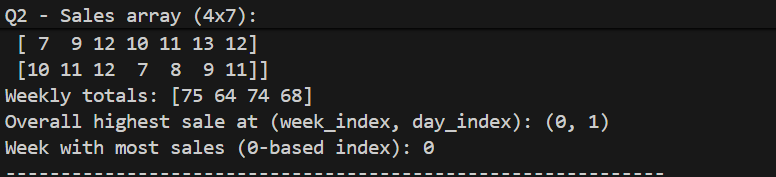 Q2 - Sales array (4x7):
[ 7  9 12 10 11 13 12]
[10 11 12  7  8  9 11]]
Weekly totals: [75 64 74 68]
Overall highest sale at (week_index, day_index): (0, 1)
Week with most sales (0-based index): 0
------------------------------------------------------------